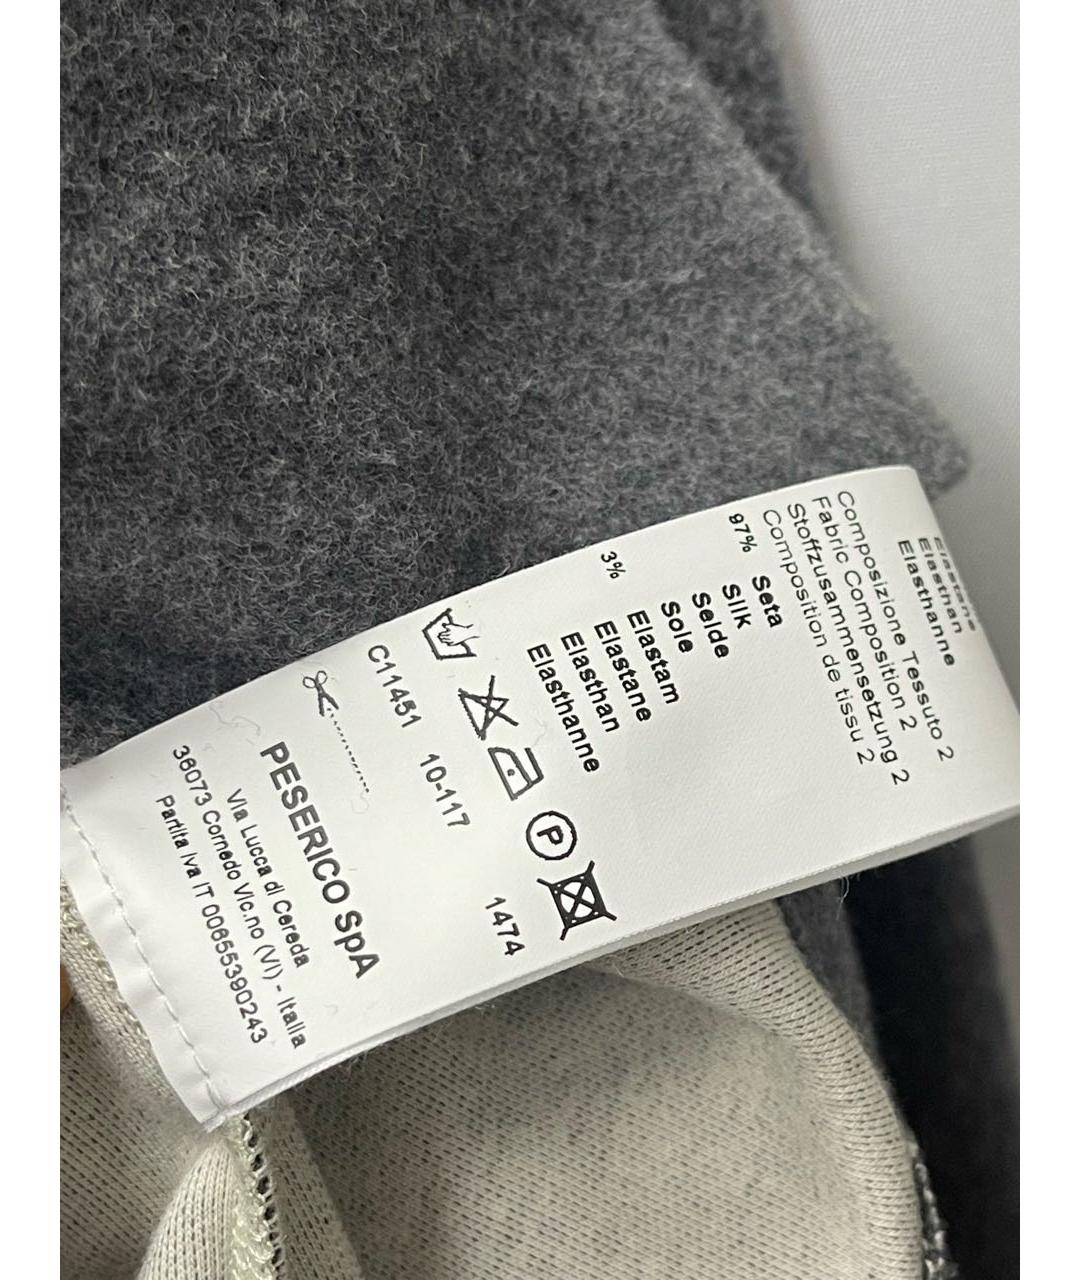 Elastane
Elasthan
Elasthanne
Composizione Tessuto 2
Fabric Composition 2
Stoffzusammensetzung 2
Composition de tissu 2
97% Seta
Silk
Seide
Soie
3% Elastam
Elastane
Elasthan
Elasthanne
P
C11451 10-117 1474
PESERICO SpA
Via Lucca di Cereda
36073 Cornedo Vic.no (VI) - Italia
Partita Iva IT 00655390243